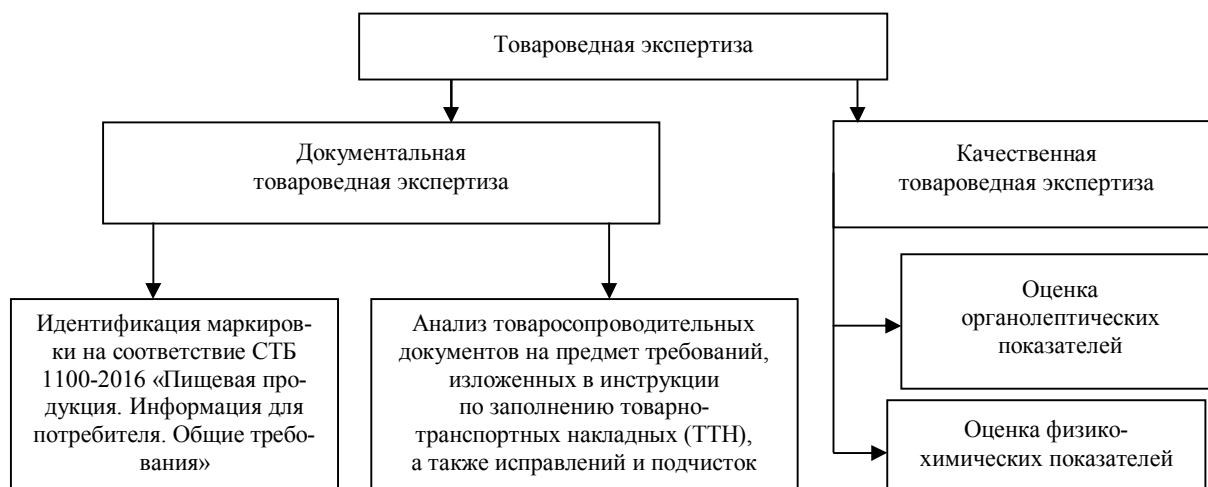 Товароведная экспертиза
Документальная
товароведная экспертиза
Качественная
товароведная экспертиза
Идентификация маркиров-
ки на соответствие СТБ
1100-2016 «Пищевая про-
дукция. Информация для
потребителя. Общие требо-
вания»
Анализ товаросопроводительных
документов на предмет требований,
изложенных в инструкции
по заполнению товарно-
транспортных накладных (ТТН),
а также исправлений и подчисток
Оценка
органолептических
показателей
Оценка физико-
химических показателей